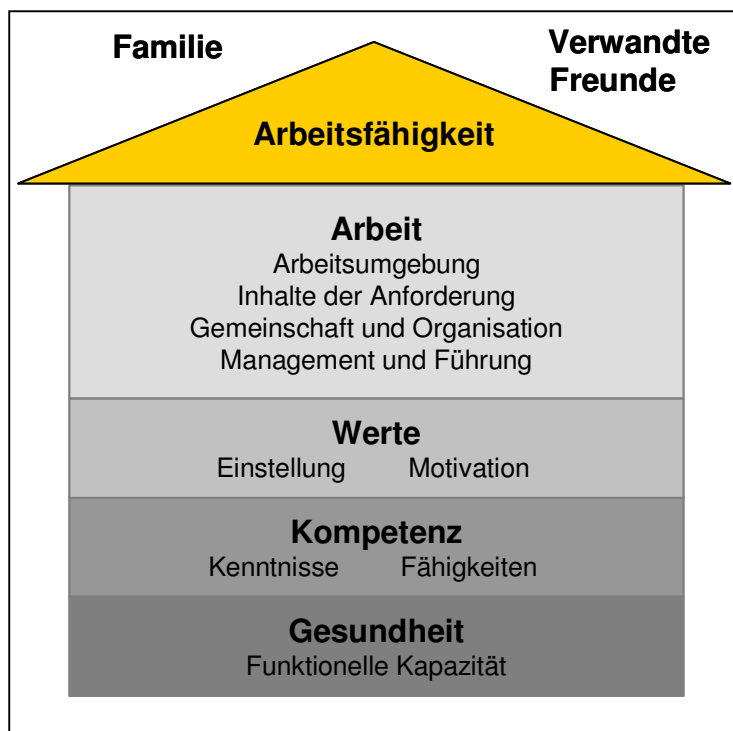 Familie
Verwandte
Freunde
Arbeitsfähigkeit
Arbeit
Arbeitsumgebung
Inhalte der Anforderung
Gemeinschaft und Organisation
Management und Führung
Werte
Einstellung Motivation
Kompetenz
Kenntnisse Fähigkeiten
Gesundheit
Funktionelle Kapazität